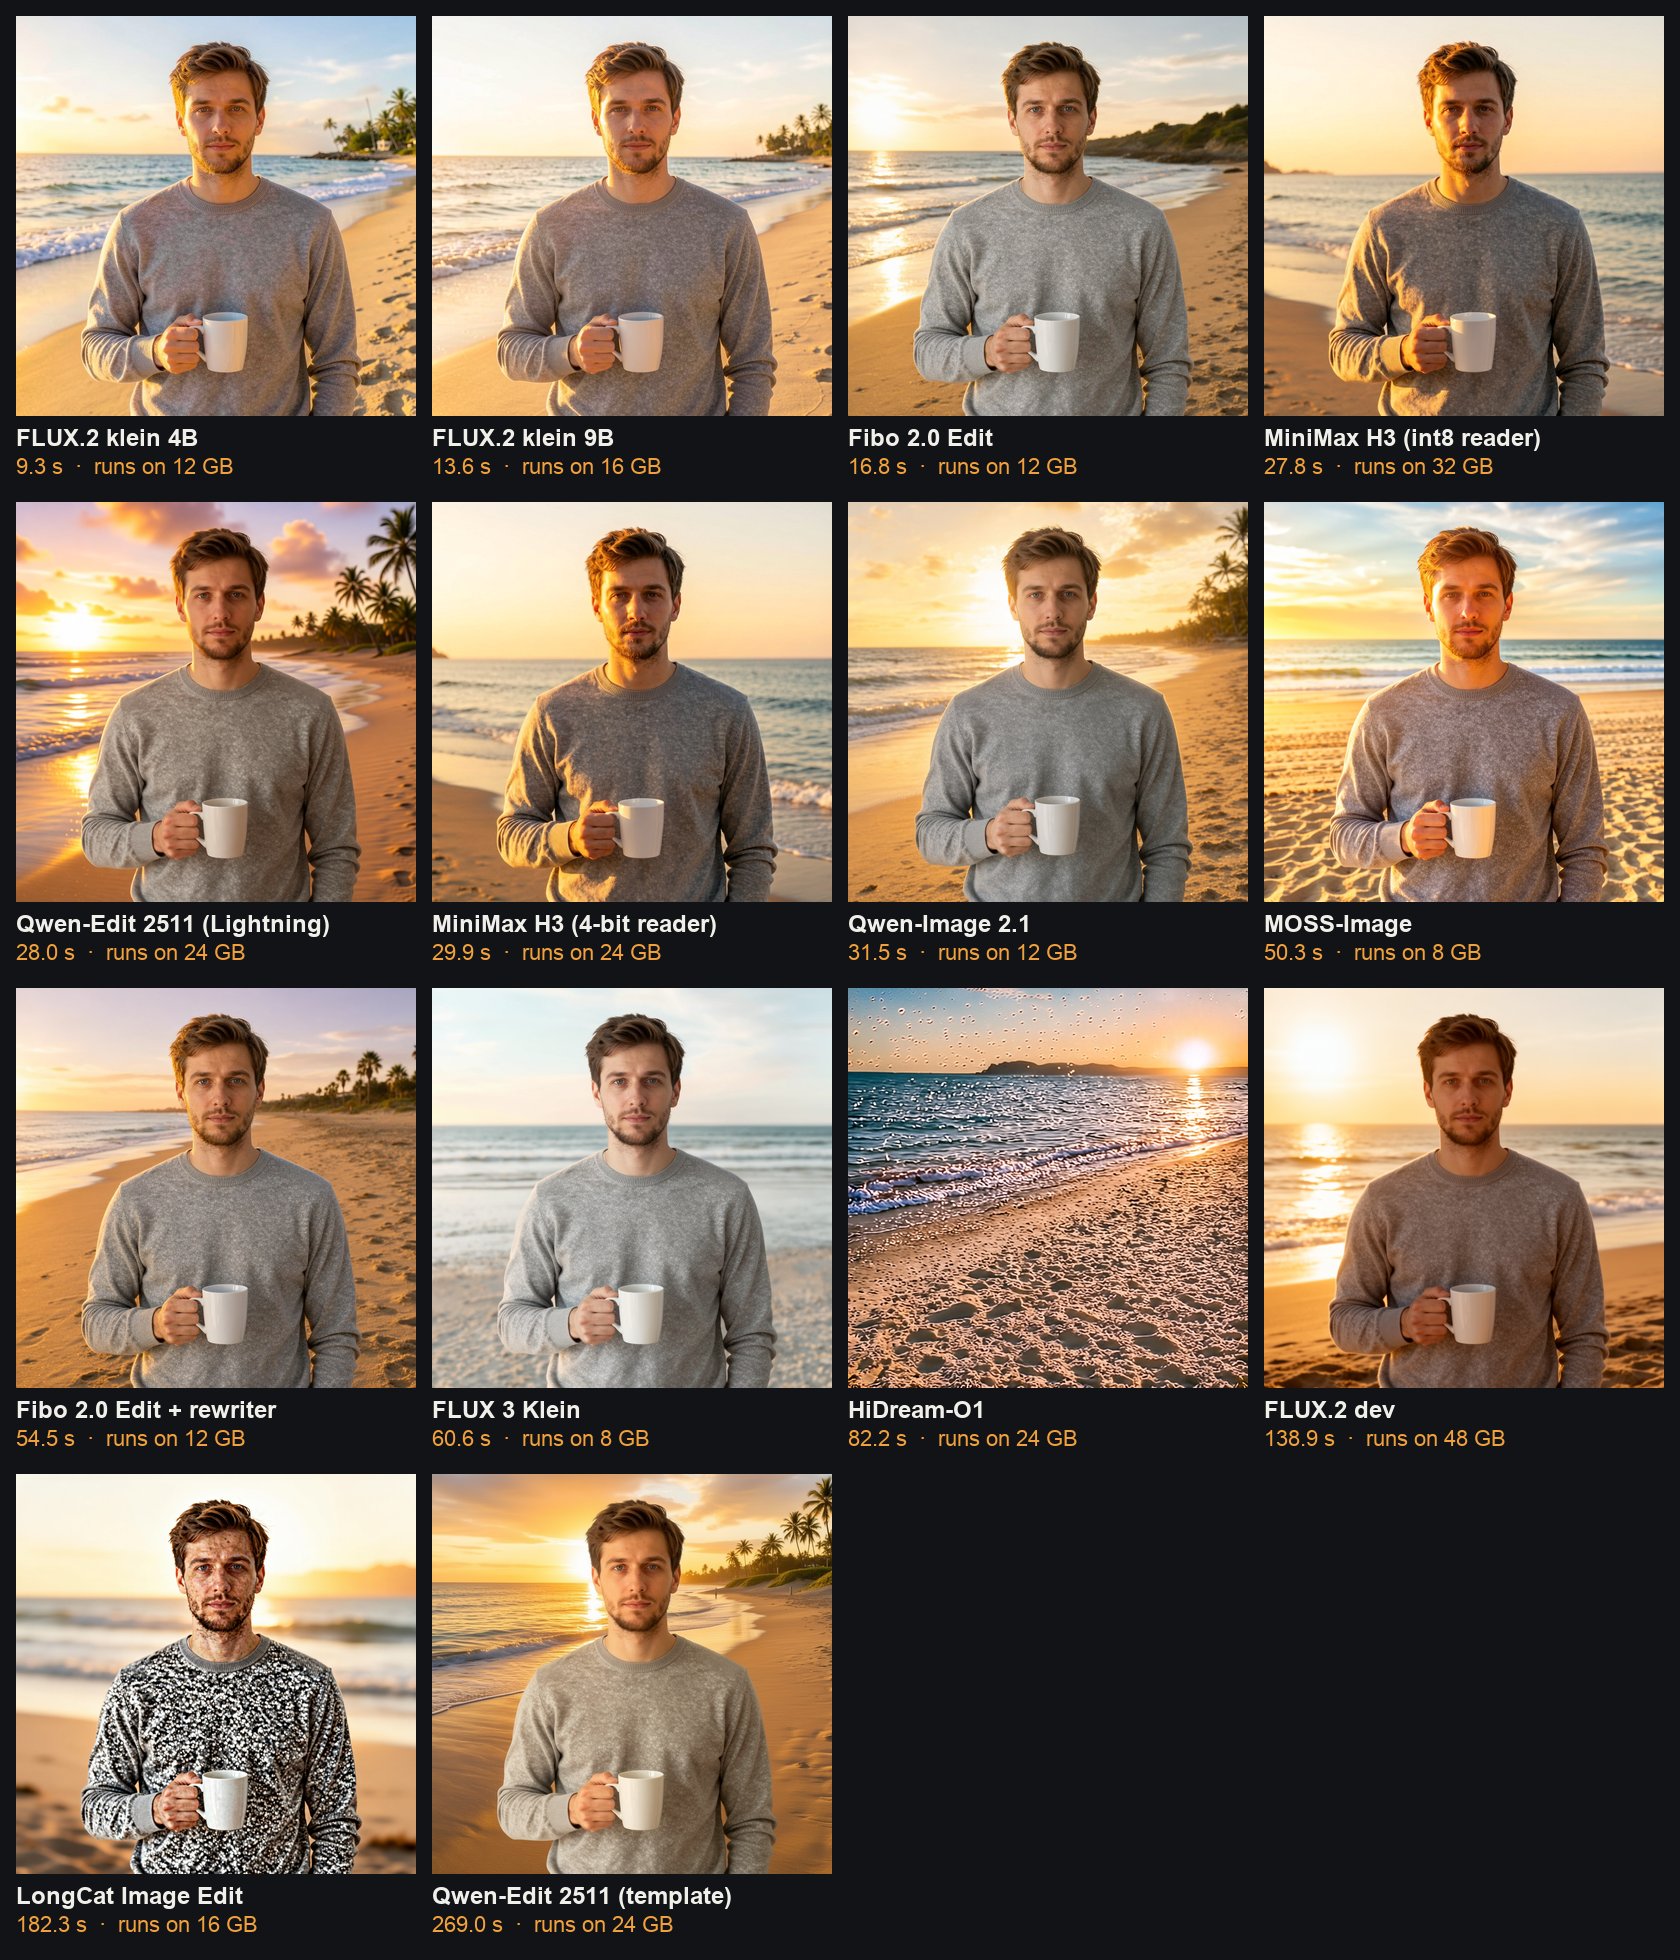 FLUX.2 klein 4B
9.3 s · runs on 12 GB
FLUX.2 klein 9B
13.6 s · runs on 16 GB
Fibo 2.0 Edit
16.8 s · runs on 12 GB
MiniMax H3 (int8 reader)
27.8 s · runs on 32 GB
Qwen-Edit 2511 (Lightning)
28.0 s · runs on 24 GB
MiniMax H3 (4-bit reader)
29.9 s · runs on 24 GB
Qwen-Image 2.1
31.5 s · runs on 12 GB
MOSS-Image
50.3 s · runs on 8 GB
Fibo 2.0 Edit + rewriter
54.5 s · runs on 12 GB
FLUX 3 Klein
60.6 s · runs on 8 GB
HiDream-O1
82.2 s · runs on 24 GB
FLUX.2 dev
138.9 s · runs on 48 GB
LongCat Image Edit
182.3 s · runs on 16 GB
Qwen-Edit 2511 (template)
269.0 s · runs on 24 GB